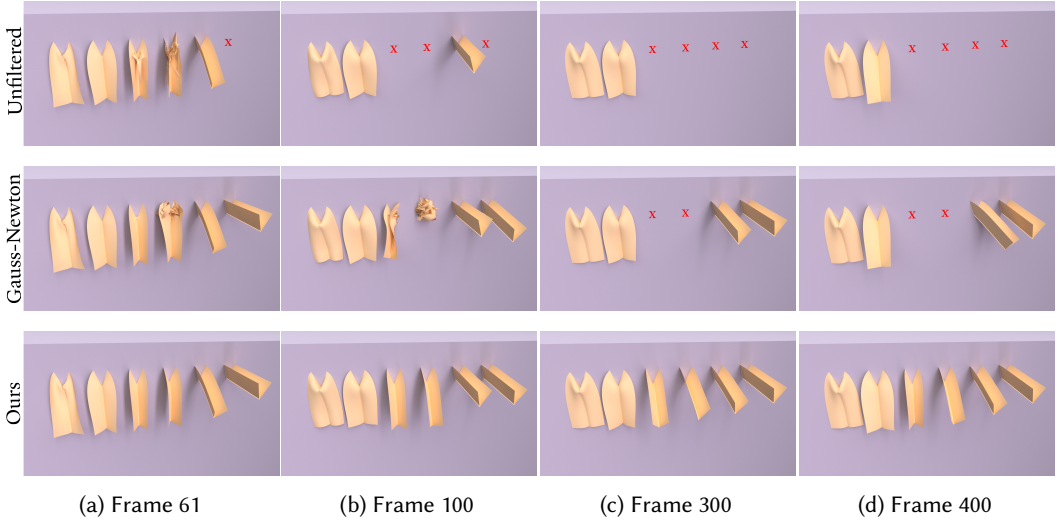 Unfiltered
x
x x x
x x x x
x x x x
Gauss-Newton
x x
x x
Ours
(a) Frame 61
(b) Frame 100
(c) Frame 300
(d) Frame 400